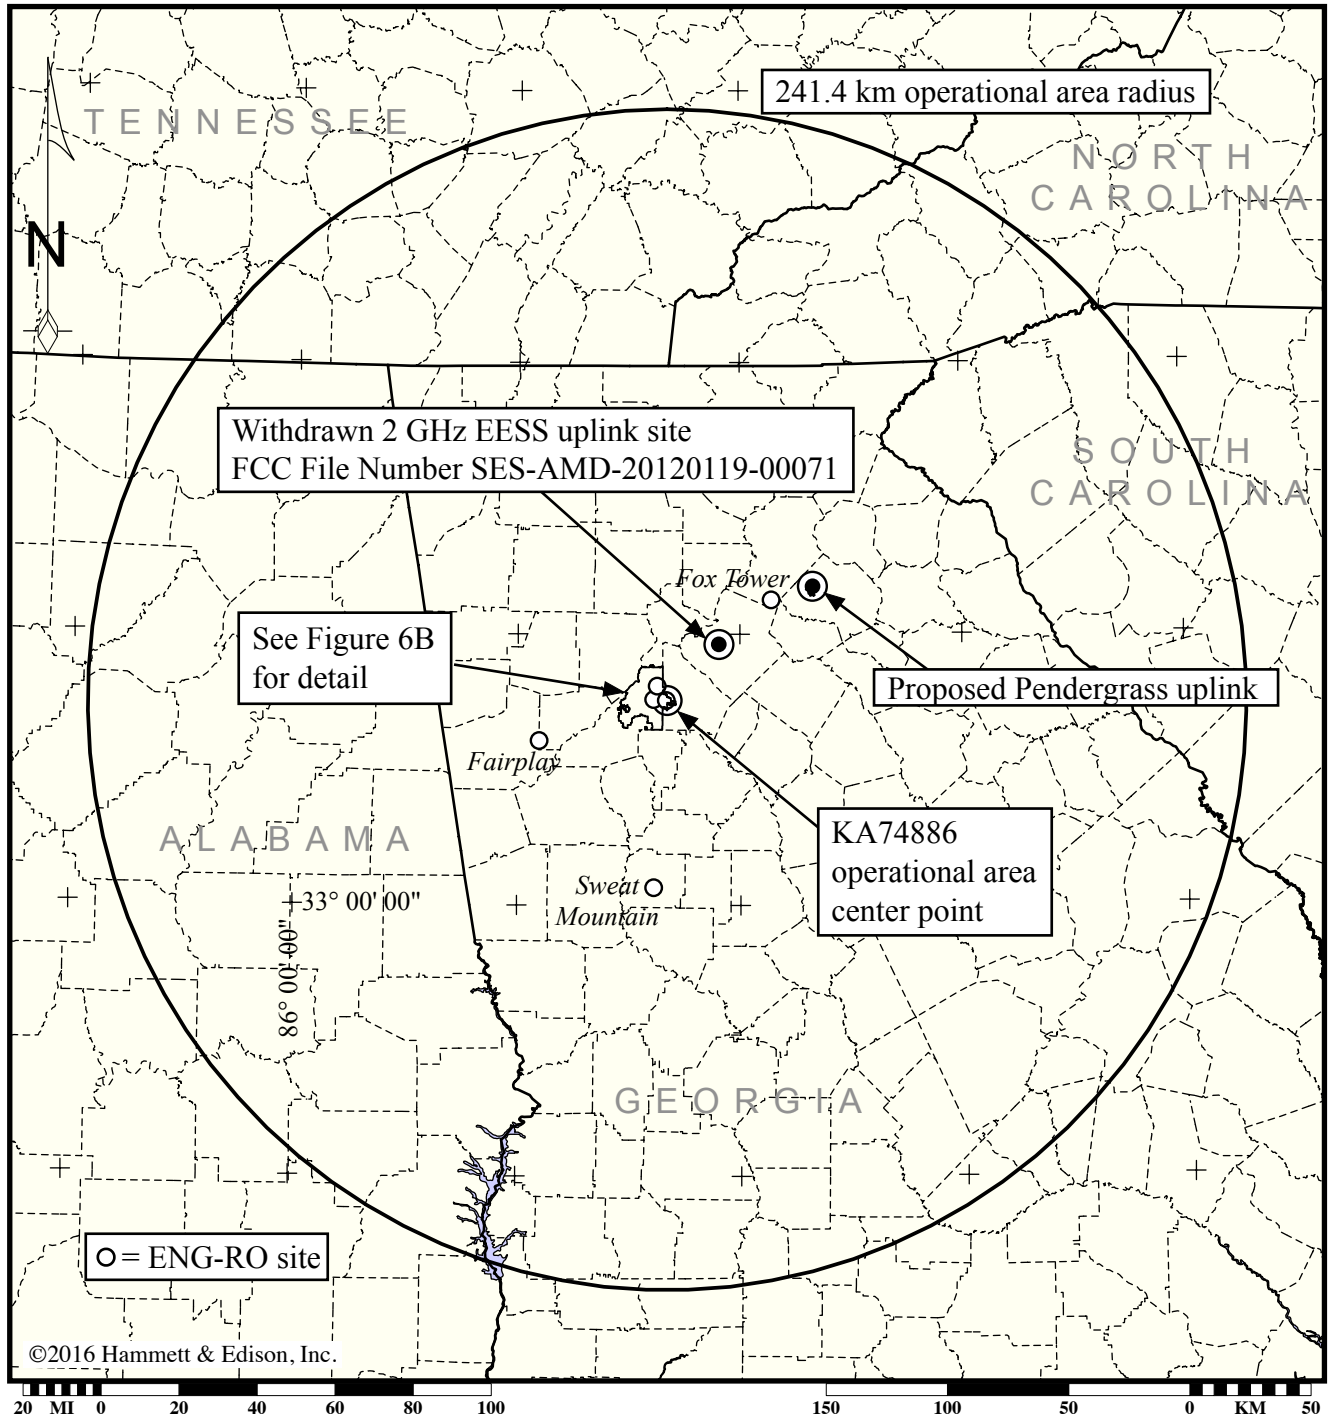 241.4 km operational area radius
TENNESSEE
NORTH
CAROLINA
N
Withdrawn 2 GHz EESS uplink site
FCC File Number SES-AMD-20120119-00071
SOUTH
CAROLINA
Fox Tower
See Figure 6B
for detail
Proposed Pendergrass uplink
Fairplay
KA74886
operational area
center point
ALABAMA
Sweat
Mountain
33° 00' 00"
86° 00' 00"
GEORGIA
= ENG-RO site
©2016 Hammett & Edison, Inc.
20 MI 0 20 40 60 80 100 150 100 50 0 KM 50